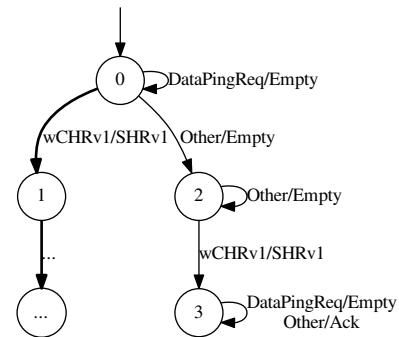 0
DataPingReq/Empty
wCHRv1/SHRv1
Other/Empty
1
2
Other/Empty
...
wCHRv1/SHRv1
...
3
DataPingReq/Empty
Other/Ack